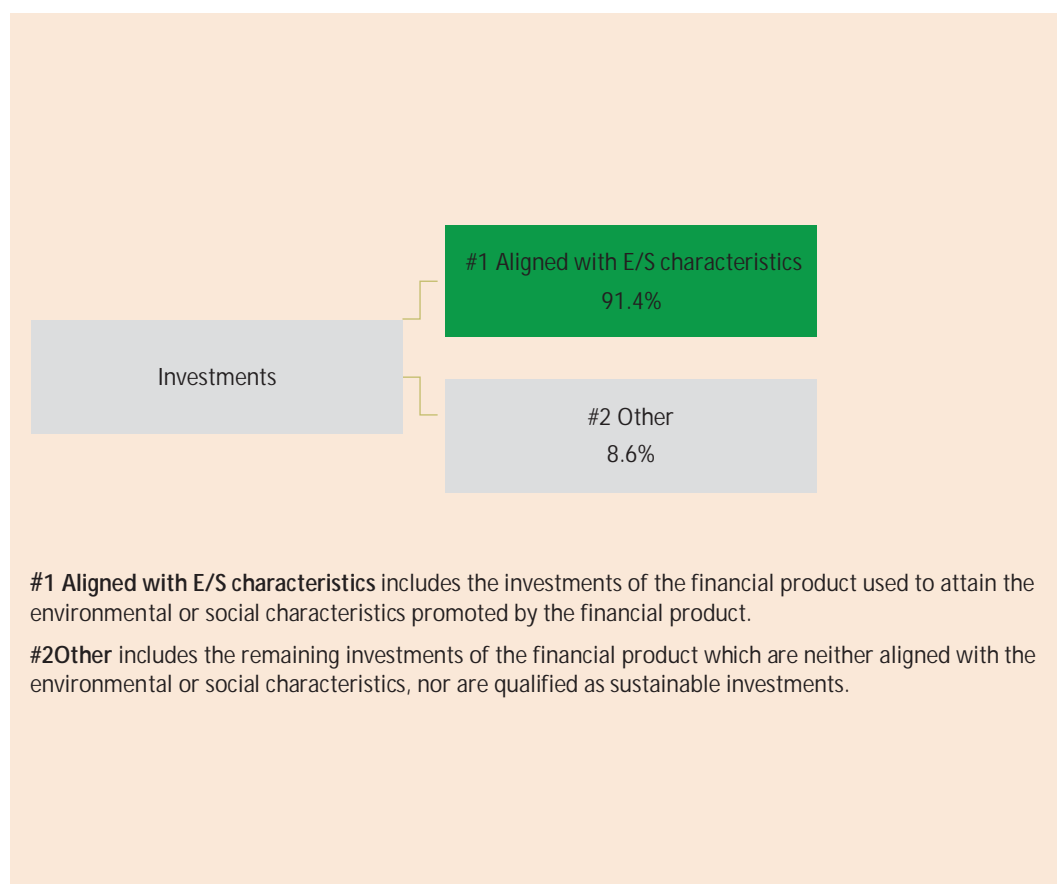 #1 Aligned with E/S characteristics
91.4%
Investments
#2 Other
8.6%
#1 Aligned with E/S characteristics includes the investments of the financial product used to attain the
environmental or social characteristics promoted by the financial product.
#2Other includes the remaining investments of the financial product which are neither aligned with the
environmental or social characteristics, nor are qualified as sustainable investments.